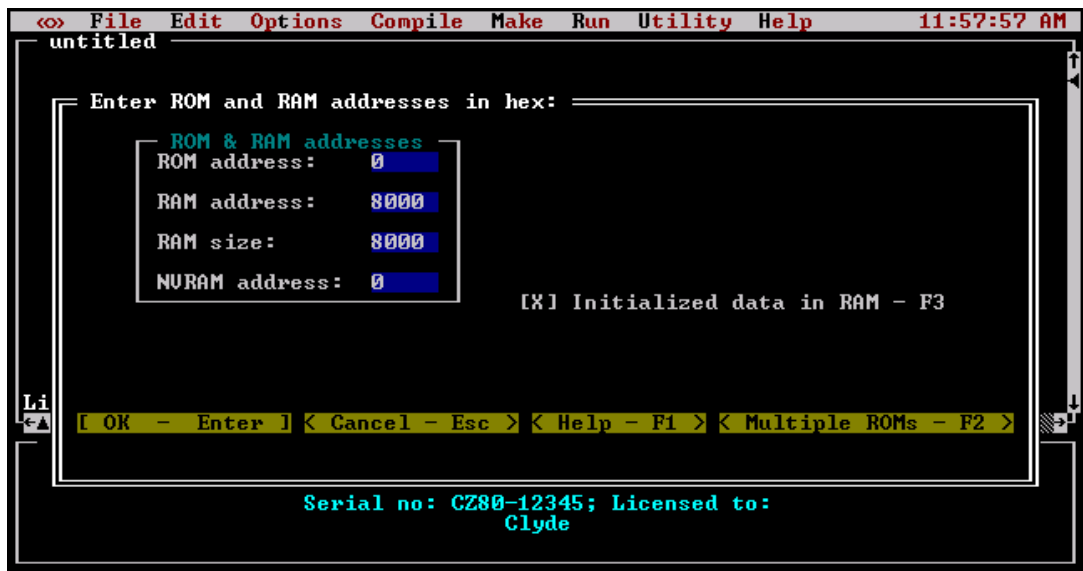 <<>> File Edit Options Compile Make Run Utility Help 11:57:57 AM
untitled
Enter ROM and RAM addresses in hex:
ROM & RAM addresses
ROM address: 0
RAM address: 8000
RAM size: 8000
NVRAM address: 0
[X] Initialized data in RAM - F3
Li
[ OK - Enter ] < Cancel - Esc > < Help - F1 > < Multiple ROMs - F2 >
Serial no: CZ80-12345; Licensed to:
Clyde